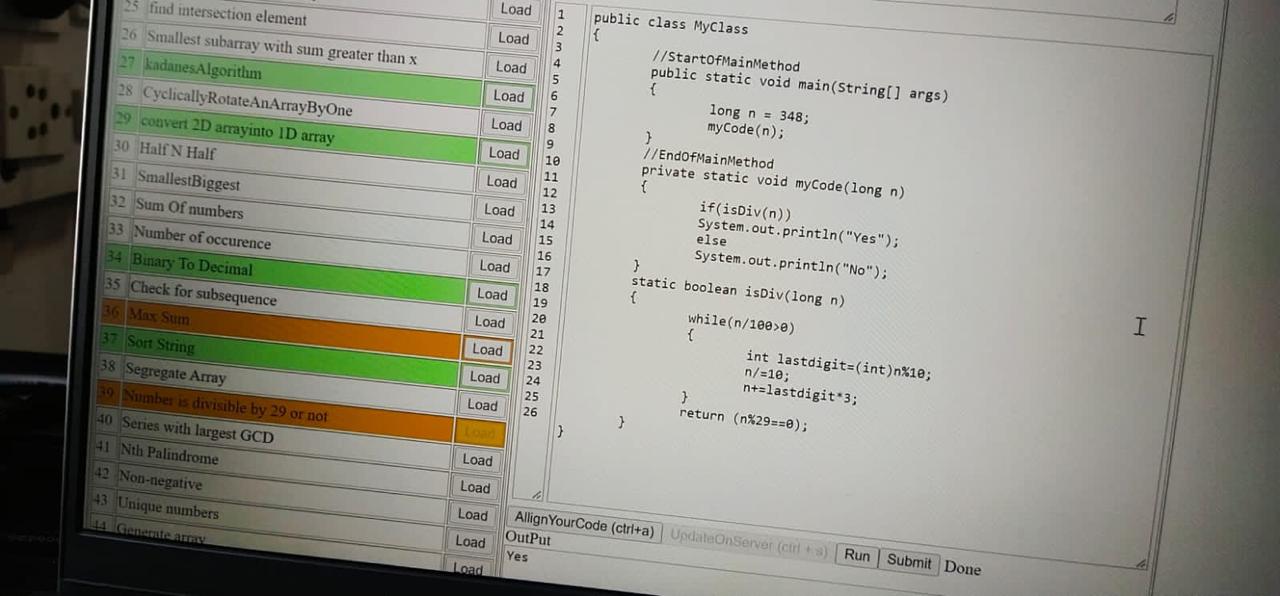 25 find intersection element Load
26 Smallest subarray with sum greater than x Load
27 kadanesAlgorithm Load
28 CyclicallyRotateAnArrayByOne Load
29 convert 2D arrayinto 1D array Load
30 Half N Half Load
31 SmallestBiggest Load
32 Sum Of numbers Load
33 Number of occurence Load
34 Binary To Decimal Load
35 Check for subsequence Load
36 Max Sum Load
37 Sort String Load
38 Segregate Array Load
39 Number is divisible by 29 or not Load
40 Series with largest GCD Load
41 Nth Palindrome Load
42 Non-negative Load
43 Unique numbers Load
44 Generate array Load
1
2
3
4
5
6
7
8
9
10
11
12
13
14
15
16
17
18
19
20
21
22
23
24
25
26
public class MyClass
{
//StartOfMainMethod
public static void main(String[] args)
{
long n = 348;
myCode(n);
}
//EndOfMainMethod
private static void myCode(long n)
{
if(isDiv(n))
System.out.println("Yes");
else
System.out.println("No");
}
static boolean isDiv(long n)
{
while(n/100>0)
{
int lastdigit=(int)n%10;
n/=10;
n+=lastdigit*3;
}
return (n%29==0);
}
}
AllignYourCode (ctrl+a) UpdateOnServer (ctrl + s) Run Submit Done
OutPut
Yes